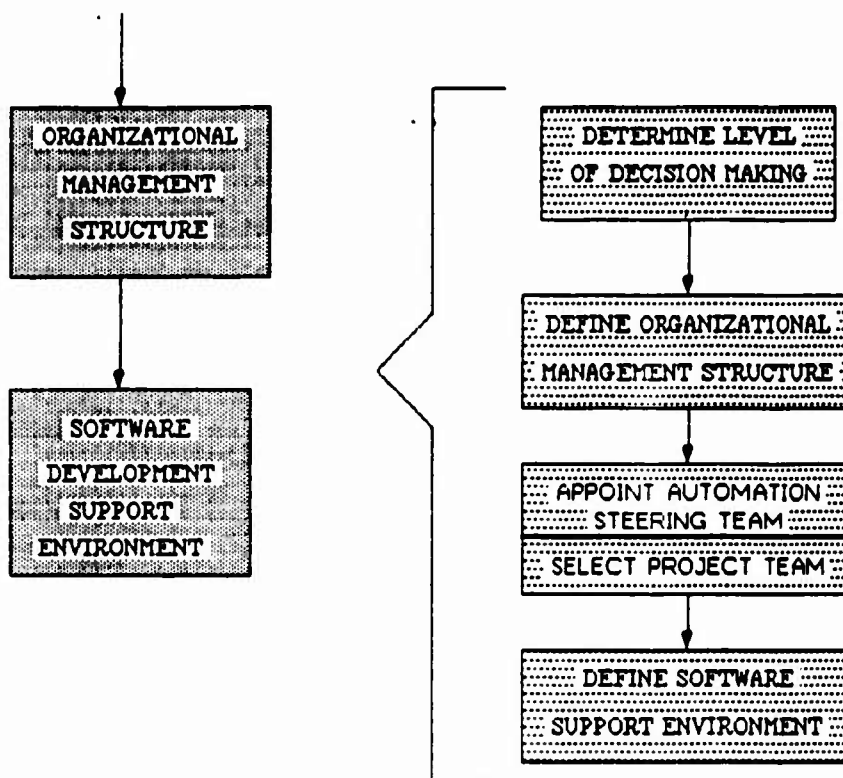 ORGANIZATIONAL
MANAGEMENT
STRUCTURE
SOFTWARE
DEVELOPMENT
SUPPORT
ENVIRONMENT
DETERMINE LEVEL
OF DECISION MAKING
DEFINE ORGANIZATIONAL
MANAGEMENT STRUCTURE
APPOINT AUTOMATION
STEERING TEAM
SELECT PROJECT TEAM
DEFINE SOFTWARE
SUPPORT ENVIRONMENT